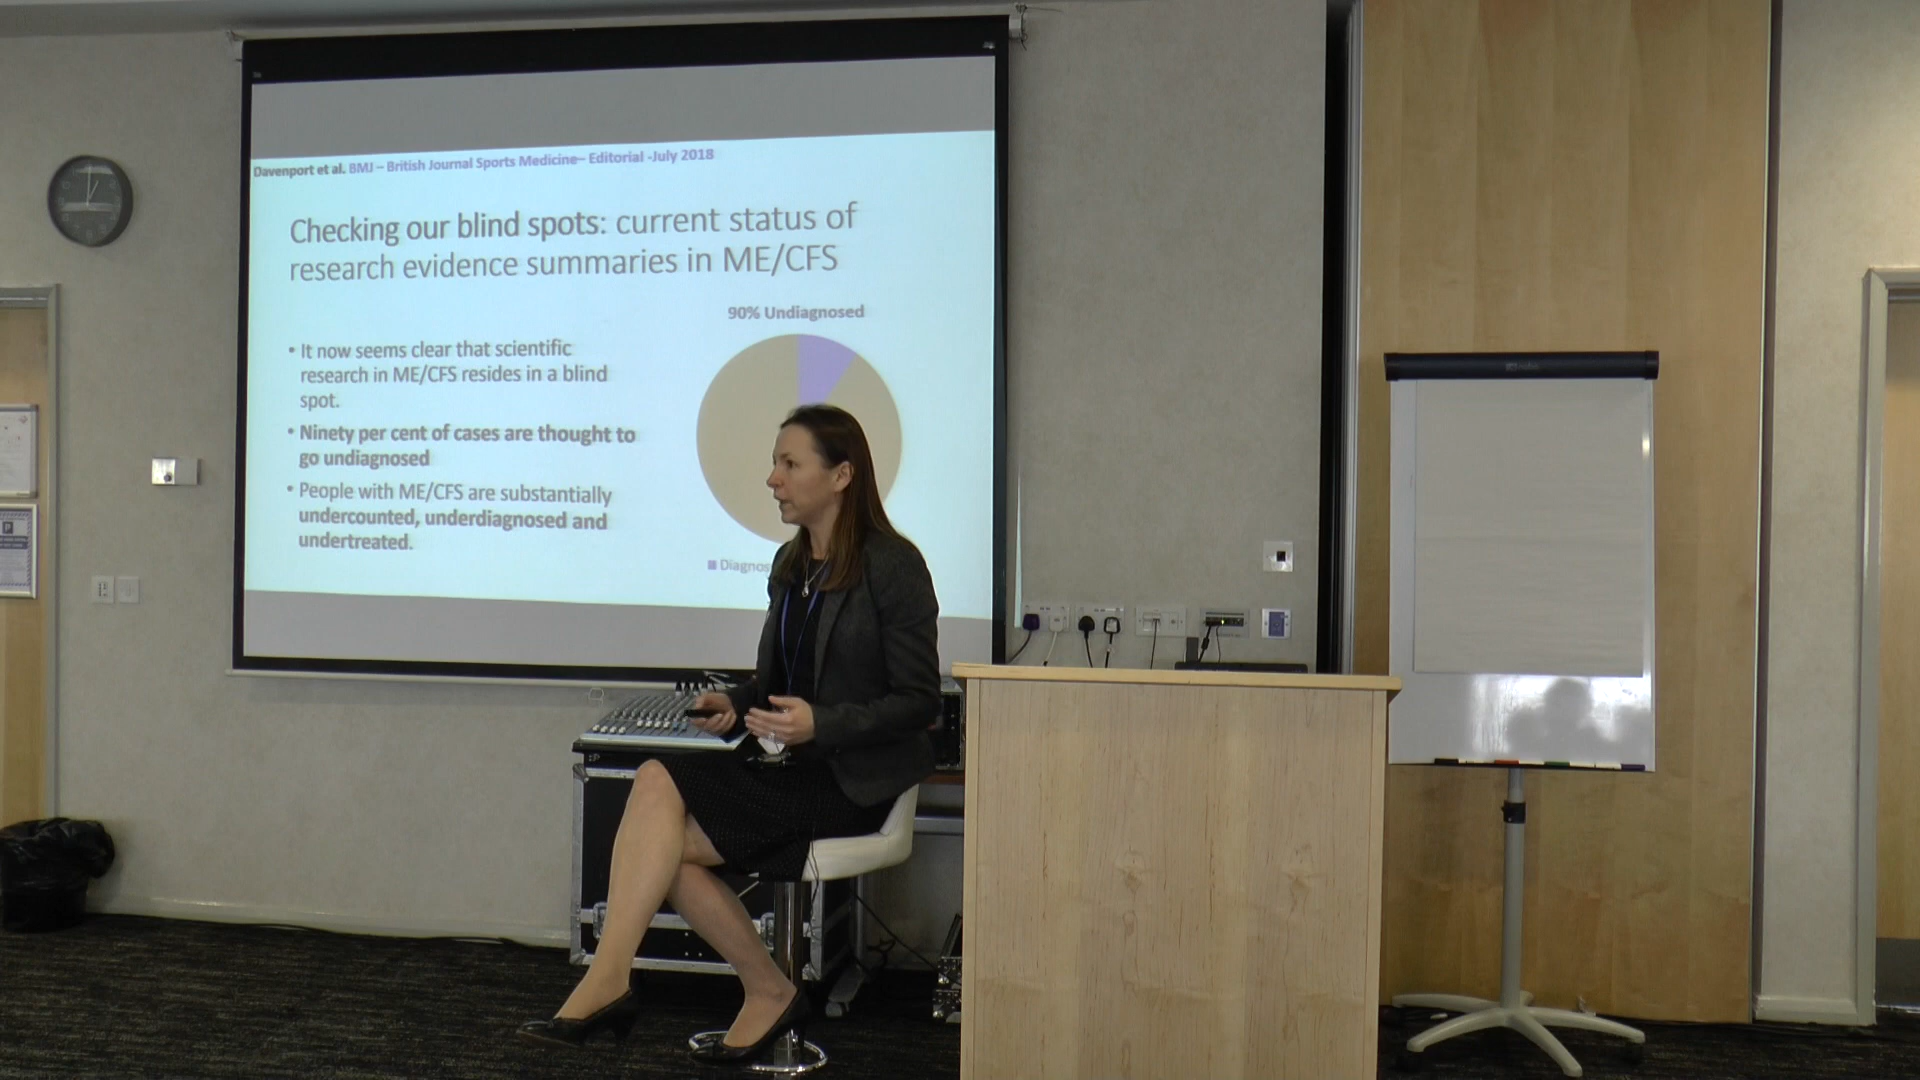 Davenport et al. BMJ – British Journal Sports Medicine– Editorial -July 2018
Checking our blind spots: current status of
research evidence summaries in ME/CFS
90% Undiagnosed
• It now seems clear that scientific
research in ME/CFS resides in a blind
spot.
• Ninety per cent of cases are thought to
go undiagnosed
• People with ME/CFS are substantially
undercounted, underdiagnosed and
undertreated.